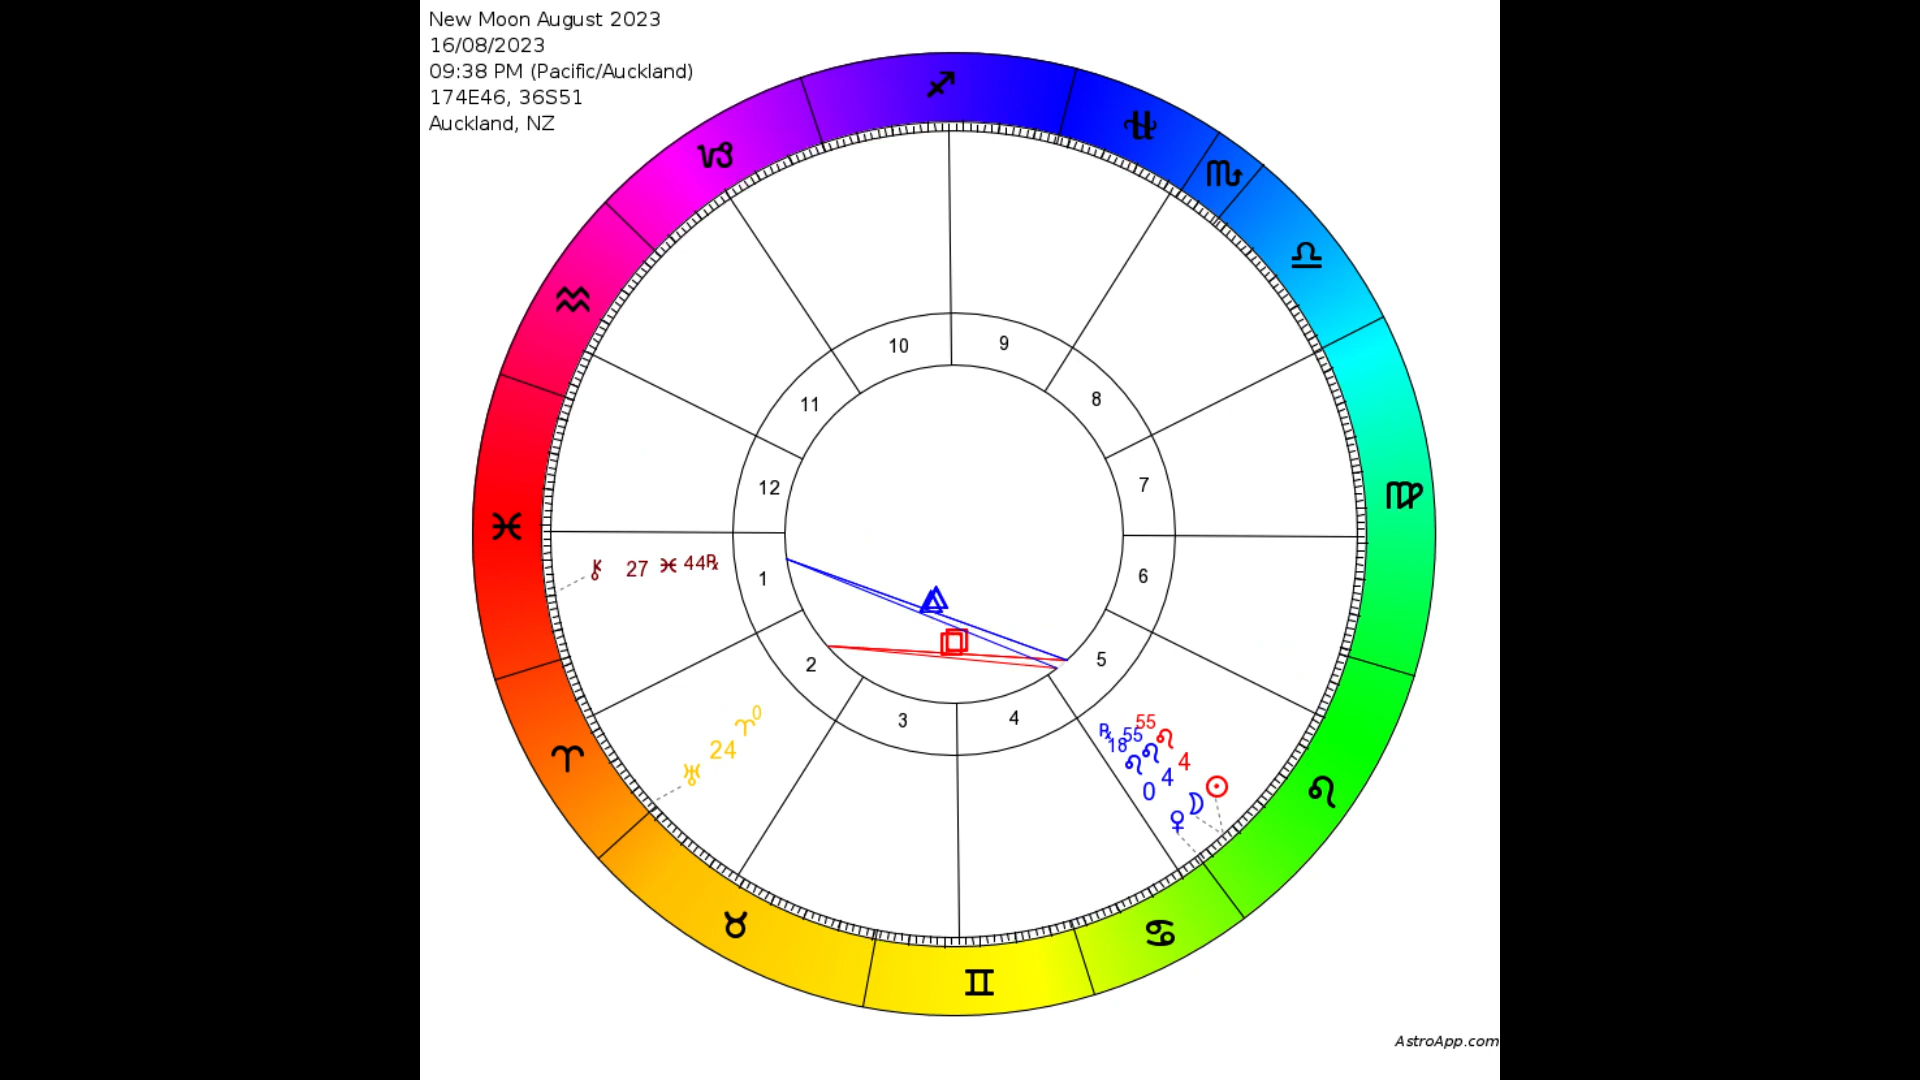 New Moon August 2023
16/08/2023
09:38 PM (Pacific/Auckland)
174E46, 36S51
Auckland, NZ
♐
⛎
♏
♎
♍
♌
♋
♊
♉
♈
♓
♒
♑
10
9
11
8
12
7
1
6
2
5
3
4
⚷ 27 ♓ 44℞
♅ 24 ♈ 0
♀ 0 ♌ 18 ℞
☽ 4 ♌ 55
☉ 4 ♌ 55
AstroApp.com